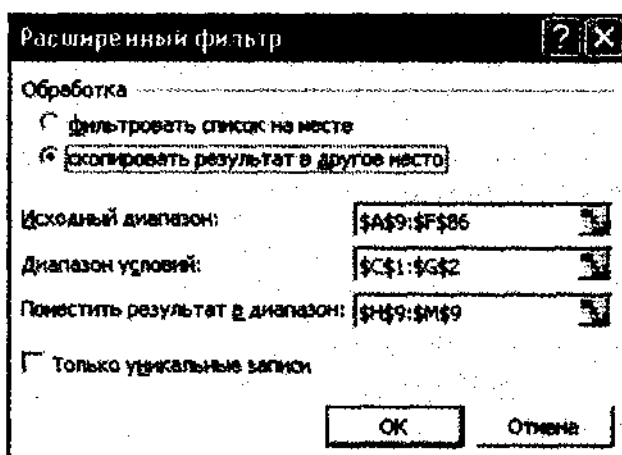 Расширенный фильтр
Обработка
фильтровать список на месте
скопировать результат в другое место
Исходный диапазон: $A$9:$F$86
Диапазон условий: $C$1:$G$2
Поместить результат в диапазон: $H$9:$M$9
Только уникальные записи
ОК Отмена